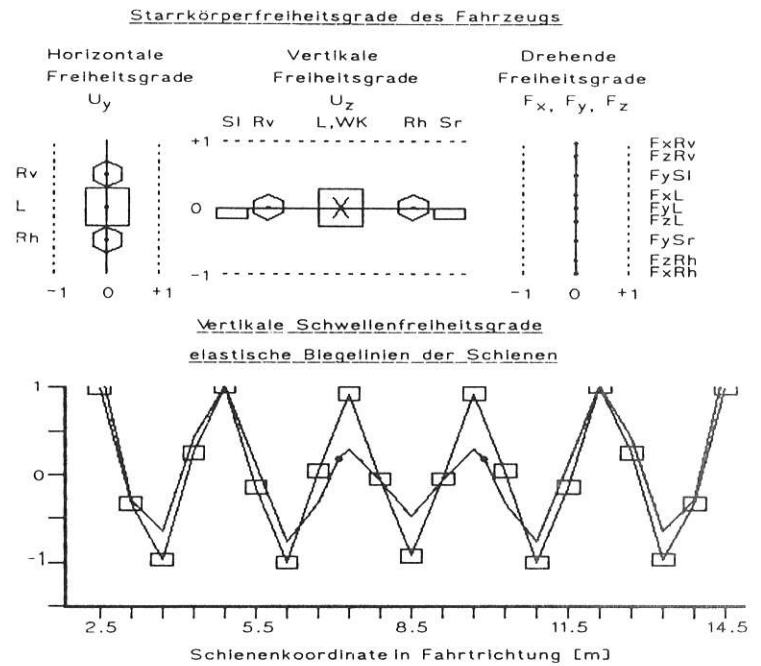 Starrkörperfreiheitsgrade des Fahrzeugs
Horizontale
Freiheitsgrade
Uy
Vertikale
Freiheitsgrade
Uz
Drehende
Freiheitsgrade
Fx, Fy, Fz
Sl Rv L,WK Rh Sr
+1
0
-1
Rv
L
Rh
-1 0 +1
FxRv
FzRv
FySl
FxL
FyL
FzL
FySr
FzRh
FxRh
-1 0 +1
Vertikale Schwellenfreiheitsgrade
elastische Biegelinien der Schienen
1
0
-1
2.5 5.5 8.5 11.5 14.5
Schienenkoordinate in Fahrtrichtung [m]